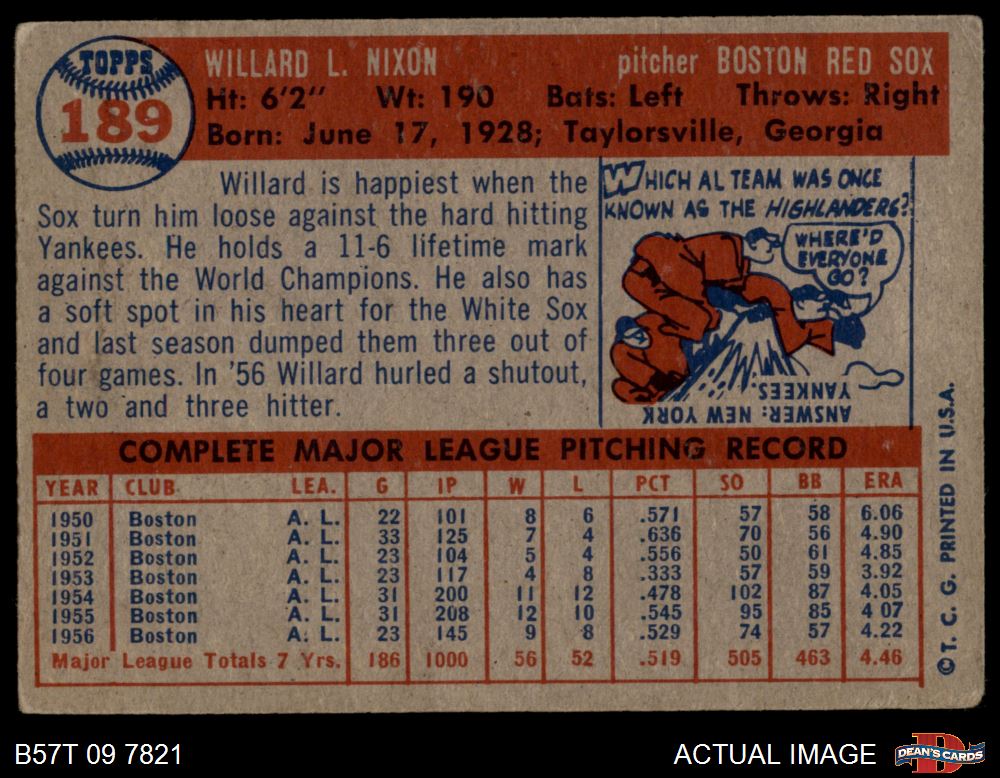 TOPPS
189
WILLARD L. NIXON pitcher BOSTON RED SOX
Ht: 6'2" Wt: 190 Bats: Left Throws: Right
Born: June 17, 1928; Taylorsville, Georgia
Willard is happiest when the
Sox turn him loose against the hard hitting
Yankees. He holds a 11-6 lifetime mark
against the World Champions. He also has
a soft spot in his heart for the White Sox
and last season dumped them three out of
four games. In '56 Willard hurled a shutout,
a two and three hitter.
WHICH AL TEAM WAS ONCE
KNOWN AS THE HIGHLANDERS?
WHERE'D
EVERYONE
GO?
ANSWER: NEW YORK
YANKEES.
COMPLETE MAJOR LEAGUE PITCHING RECORD
YEAR CLUB LEA. G IP W L PCT SO BB ERA
1950 Boston A. L. 22 101 8 6 .571 57 58 6.06
1951 Boston A. L. 33 125 7 4 .636 70 56 4.90
1952 Boston A. L. 23 104 5 4 .556 50 61 4.85
1953 Boston A. L. 23 117 4 8 .333 57 59 3.92
1954 Boston A. L. 31 200 11 12 .478 102 87 4.05
1955 Boston A. L. 31 208 12 10 .545 95 85 4 07
1956 Boston A. L. 23 145 9 8 .529 74 57 4.22
Major League Totals 7 Yrs. 186 1000 56 52 .519 505 463 4.46
©T. C. G. PRINTED IN U.S.A.
B57T 09 7821 ACTUAL IMAGE
DEAN'S CARDS